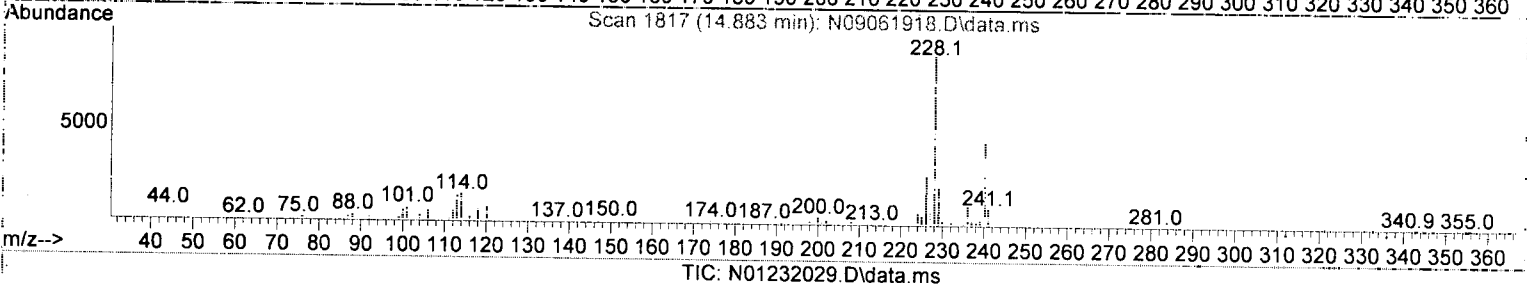 Abundance
Scan 1817 (14.883 min): N09061918.D\data.ms
228.1
5000
44.0 62.0 75.0 88.0 101.0 114.0 137.0 150.0 174.0 187.0 200.0 213.0 241.1 281.0 340.9 355.0
m/z-->
40 50 60 70 80 90 100 110 120 130 140 150 160 170 180 190 200 210 220 230 240 250 260 270 280 290 300 310 320 330 340 350 360
TIC: N01232029.D\data.ms